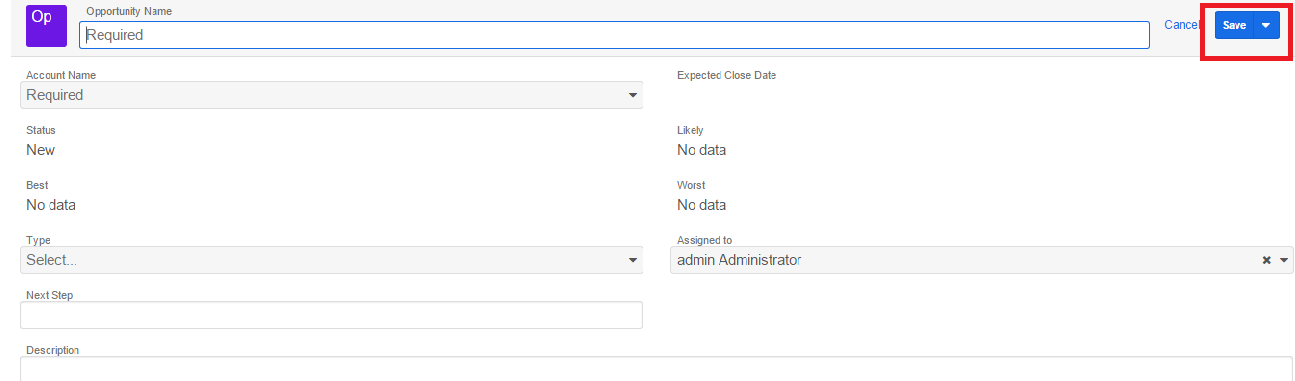 Op
Opportunity Name
Required
Cancel
Save
Account Name
Required
Expected Close Date
Status
New
Likely
No data
Best
No data
Worst
No data
Type
Select...
Assigned to
admin Administrator
Next Step
Description